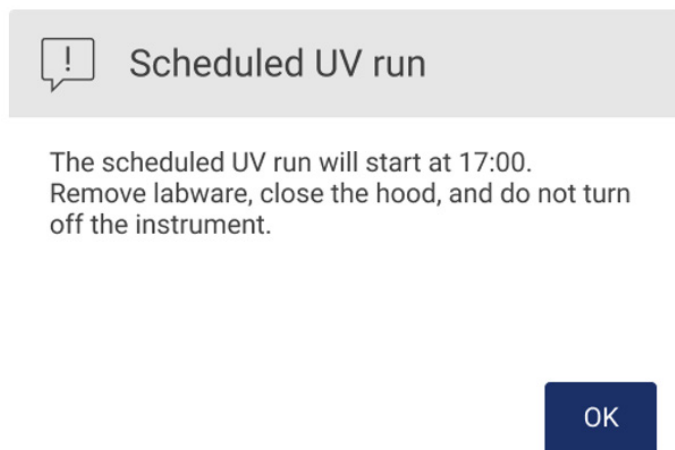 Scheduled UV run
The scheduled UV run will start at 17:00.
Remove labware, close the hood, and do not turn
off the instrument.
OK